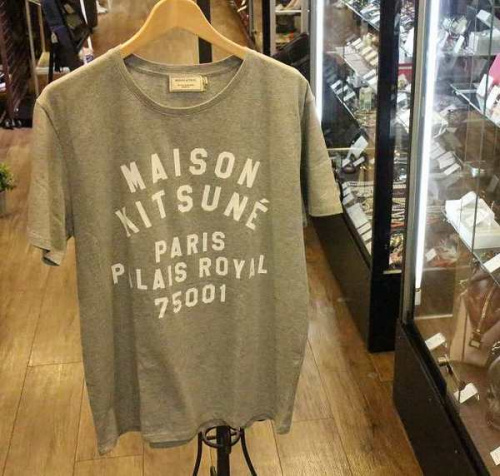 MAISON
KITSUNÉ
PARIS
PALAIS ROYAL
75001